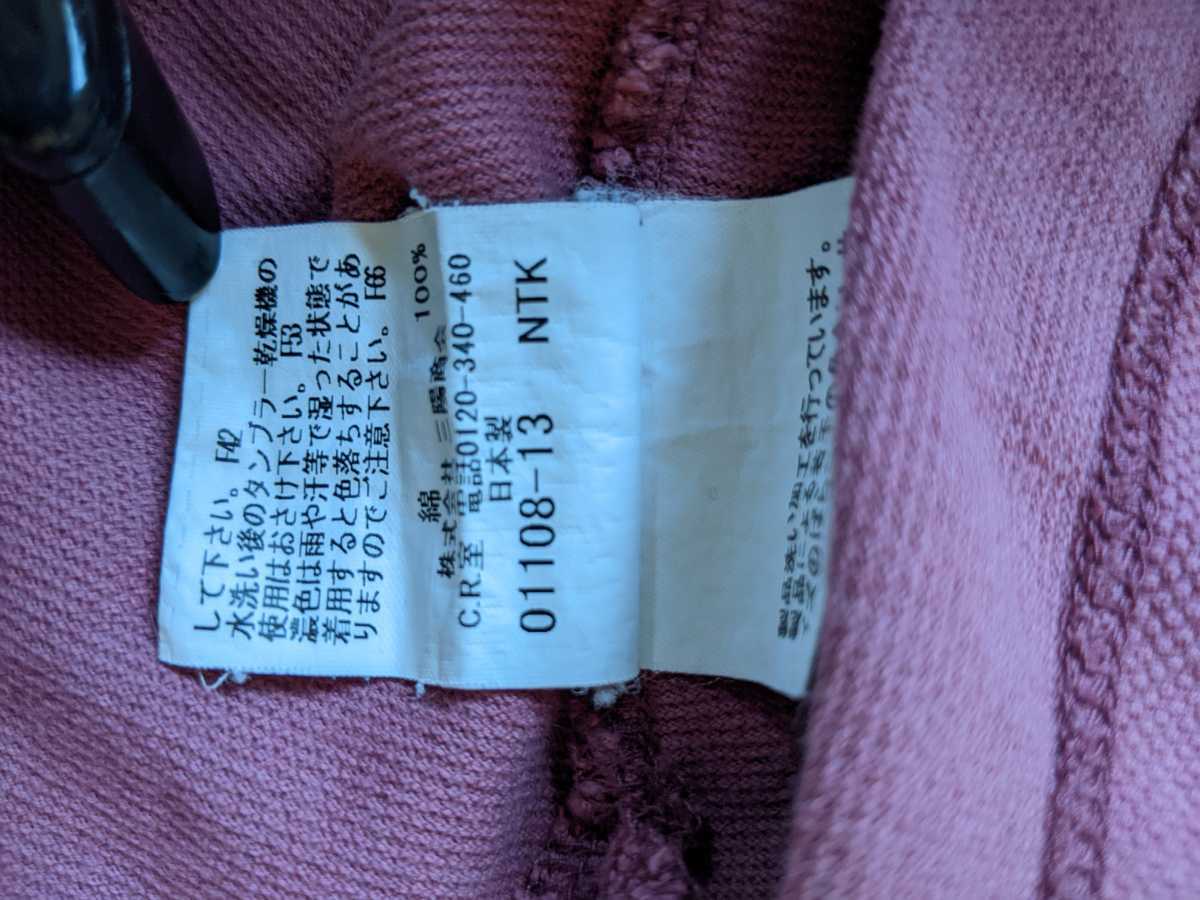 して下さい。 F42
水洗い後のタンブラー乾燥機の
使用はおさけ下さい。 F53
濃色は雨や汗等で湿った状態で
着用すると色落ちすることがあ
りますのでご注意下さい。F66
綿 100%
株式会社 三陽商会
C.R.室 電話0120-340-460
日本製
01108-13 NTK
製品洗い加工を行っています。